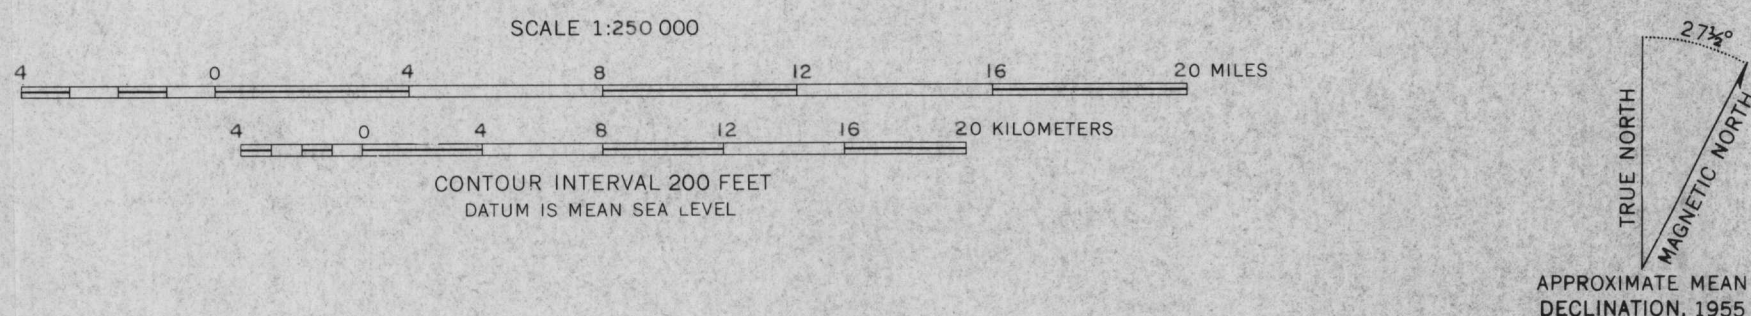 SCALE 1:250 000
4 0 4 8 12 16 20 MILES
4 0 4 8 12 16 20 KILOMETERS
CONTOUR INTERVAL 200 FEET
DATUM IS MEAN SEA LEVEL
27½°
TRUE NORTH
MAGNETIC NORTH
APPROXIMATE MEAN
DECLINATION, 1955